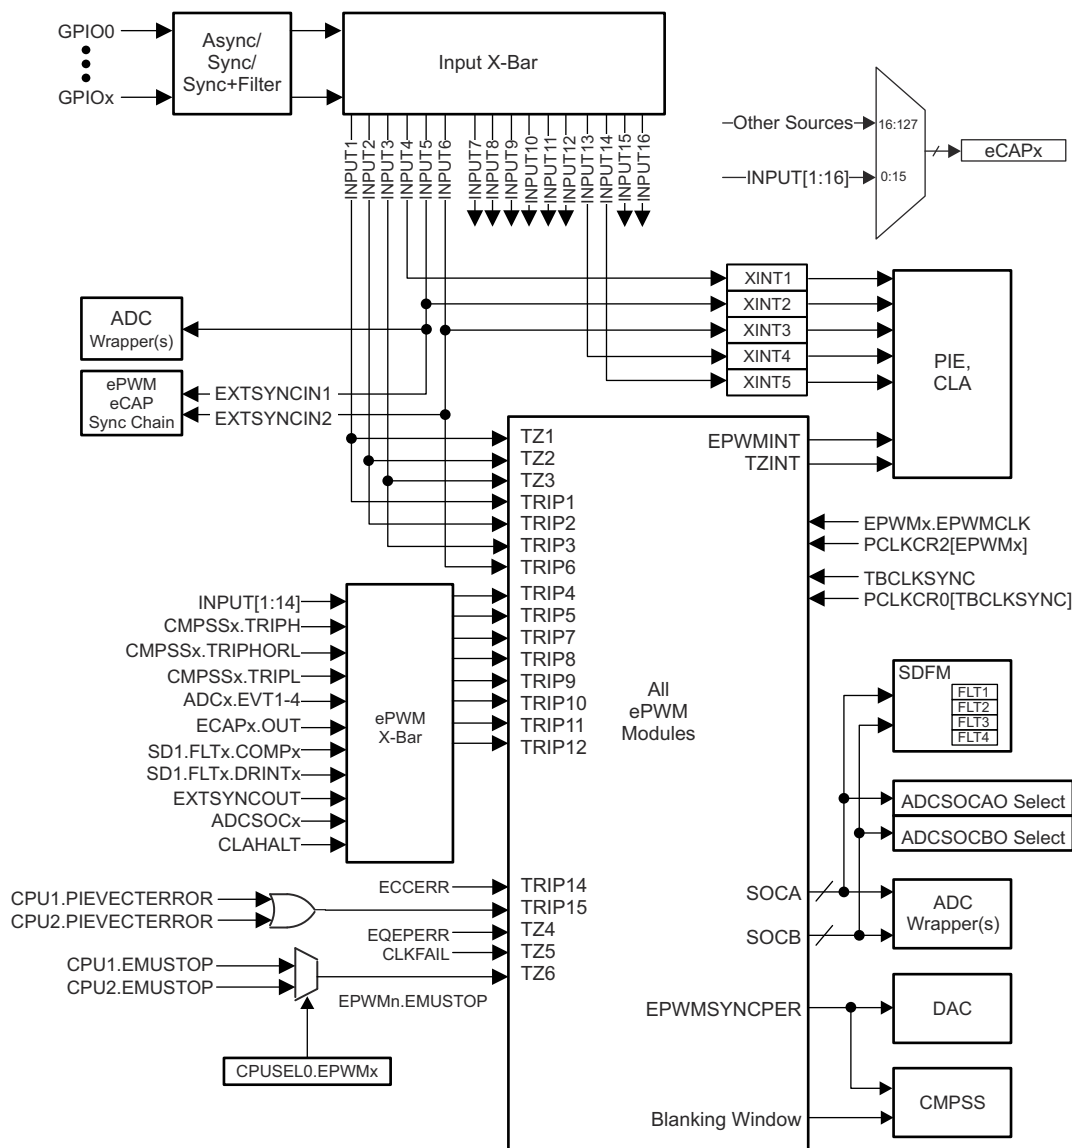 GPIO0
GPIOx
Async/
Sync/
Sync+Filter
Input X-Bar
INPUT1
INPUT2
INPUT3
INPUT4
INPUT5
INPUT6
INPUT7
INPUT8
INPUT9
INPUT10
INPUT11
INPUT12
INPUT13
INPUT14
INPUT15
INPUT16
Other Sources
16:127
INPUT[1:16]
0:15
eCAPx
XINT1
XINT2
XINT3
XINT4
XINT5
PIE,
CLA
ADC
Wrapper(s)
ePWM
eCAP
Sync Chain
EXTSYNCIN1
EXTSYNCIN2
TZ1
TZ2
TZ3
TRIP1
TRIP2
TRIP3
TRIP6
TRIP4
TRIP5
TRIP7
TRIP8
TRIP9
TRIP10
TRIP11
TRIP12
EPWMINT
TZINT
EPWMx.EPWMCLK
PCLKCR2[EPWMx]
TBCLKSYNC
PCLKCR0[TBCLKSYNC]
INPUT[1:14]
CMPSSx.TRIPH
CMPSSx.TRIPHORL
CMPSSx.TRIPL
ADCx.EVT1-4
ECAPx.OUT
SD1.FLTx.COMPx
SD1.FLTx.DRINTx
EXTSYNCOUT
ADCSOCx
CLAHALT
ePWM
X-Bar
All
ePWM
Modules
SDFM
FLT1
FLT2
FLT3
FLT4
ADCSOCAO Select
ADCSOCBO Select
SOCA
SOCB
ADC
Wrapper(s)
CPU1.PIEVECTERROR
CPU2.PIEVECTERROR
ECCERR
TRIP14
TRIP15
EQEPERR
TZ4
CLKFAIL
TZ5
TZ6
CPU1.EMUSTOP
CPU2.EMUSTOP
EPWMn.EMUSTOP
CPUSEL0.EPWMx
EPWMSYNCPER
DAC
CMPSS
Blanking Window